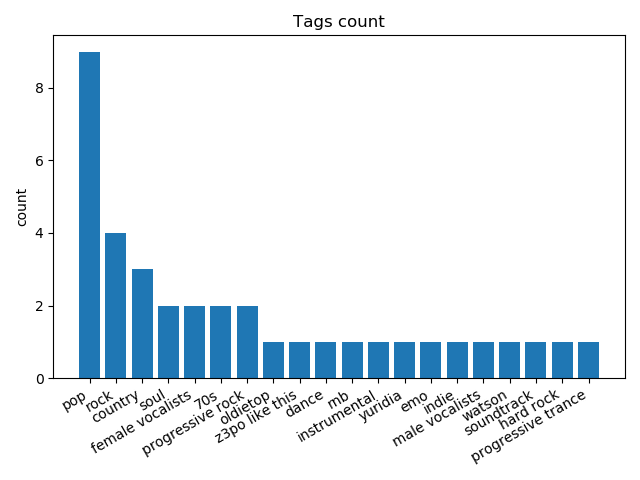 Tags count
count
8
6
4
2
0
pop
rock
country
soul
female vocalists
70s
progressive rock
oldietop
z3po like this
dance
rnb
instrumental
yuridia
emo
indie
male vocalists
watson
soundtrack
hard rock
progressive trance